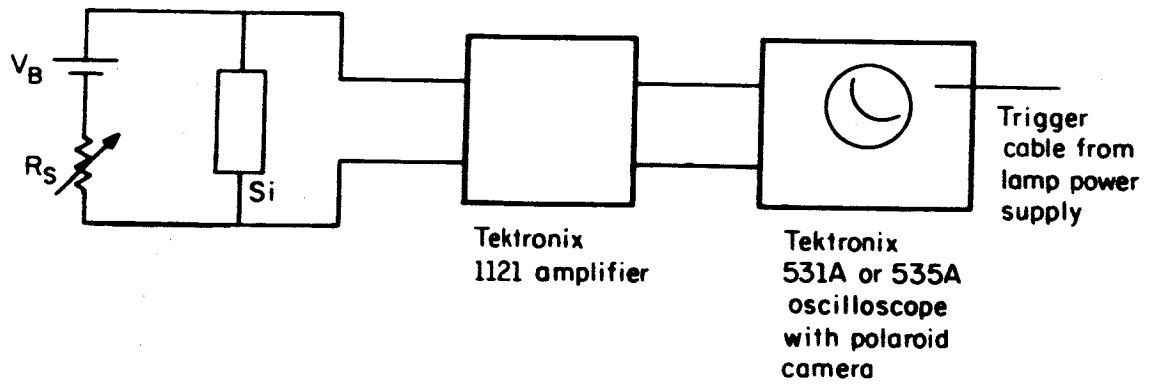 V_B
R_S
Si
Tektronix
1121 amplifier
Tektronix
531A or 535A
oscilloscope
with polaroid
camera
Trigger
cable from
lamp power
supply